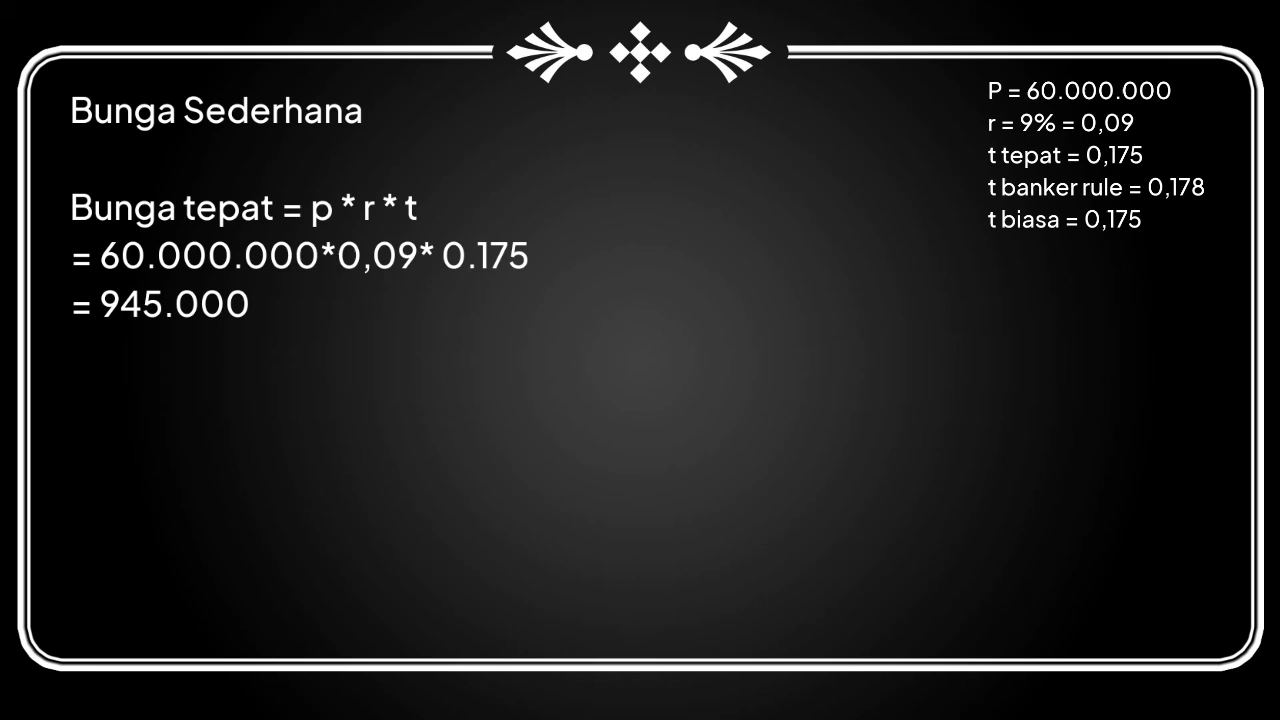 Bunga Sederhana
Bunga tepat = p * r * t
= 60.000.000*0,09* 0.175
= 945.000
P = 60.000.000
r = 9% = 0,09
t tepat = 0,175
t banker rule = 0,178
t biasa = 0,175